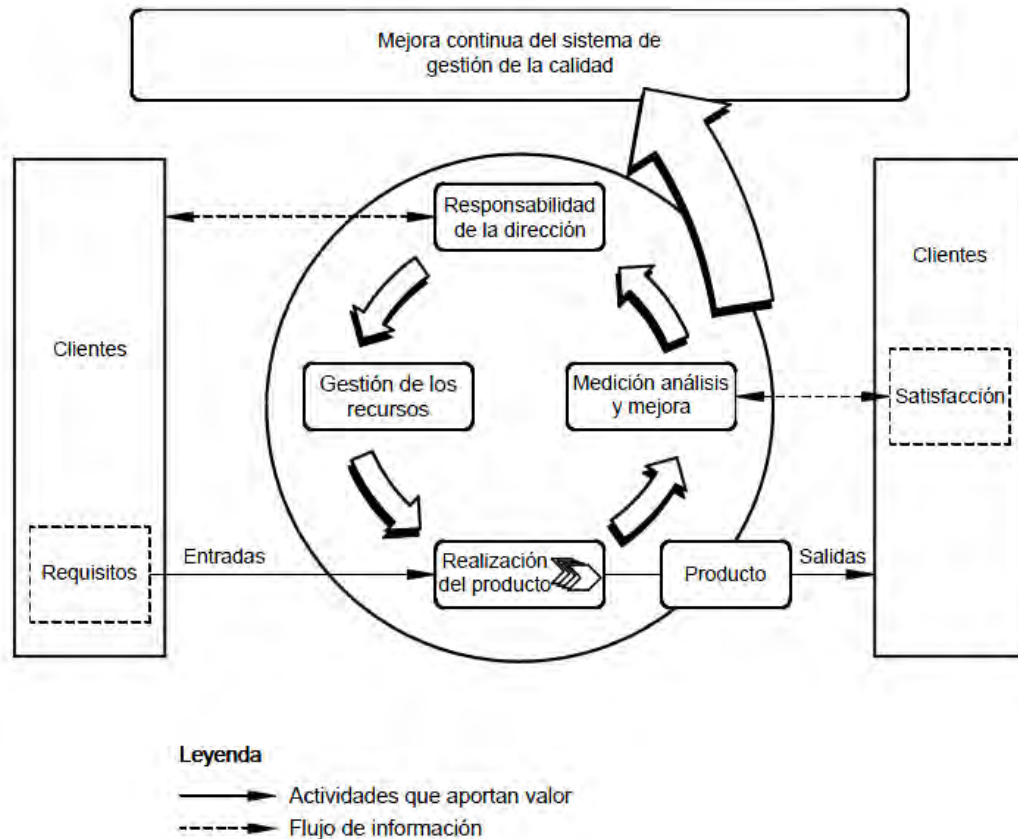 Mejora continua del sistema de
gestión de la calidad
Responsabilidad
de la dirección
Clientes
Clientes
Gestión de los
recursos
Medición análisis
y mejora
Satisfacción
Requisitos
Entradas
Realización
del producto
Producto
Salidas
Leyenda
Actividades que aportan valor
Flujo de información